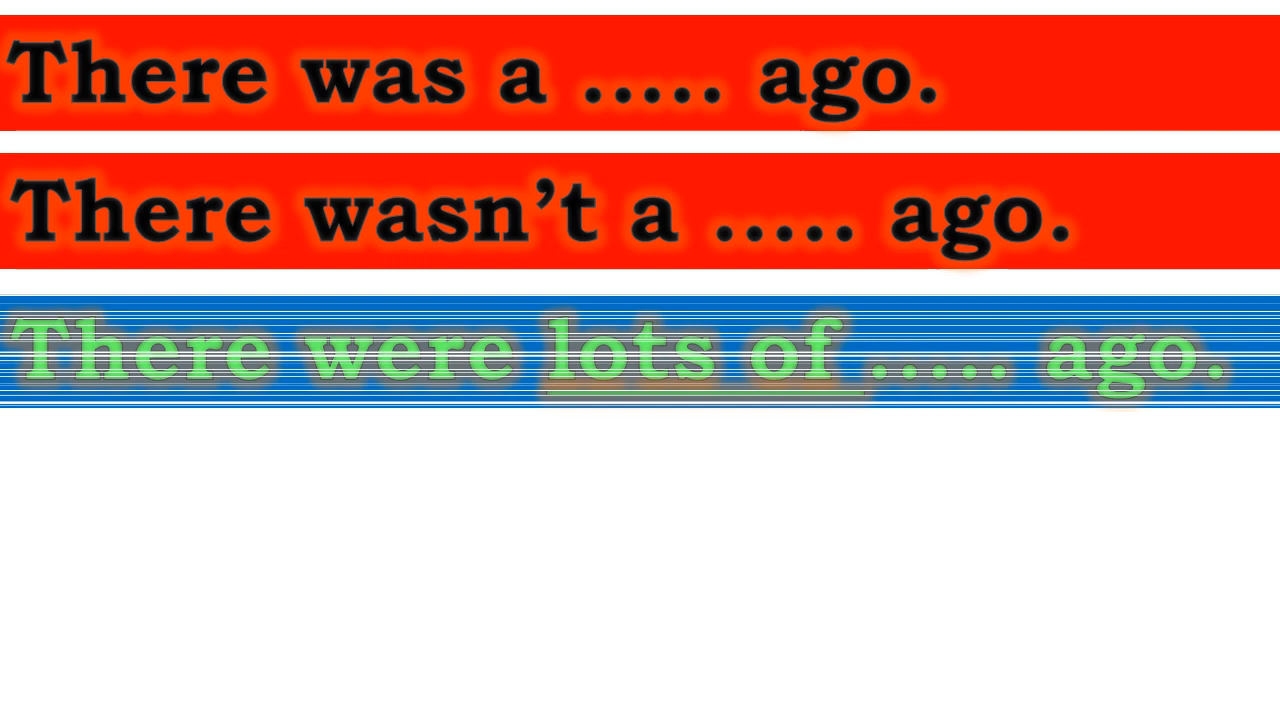 There was a ..... ago.
There wasn’t a ..... ago.
There were lots of ..... ago.